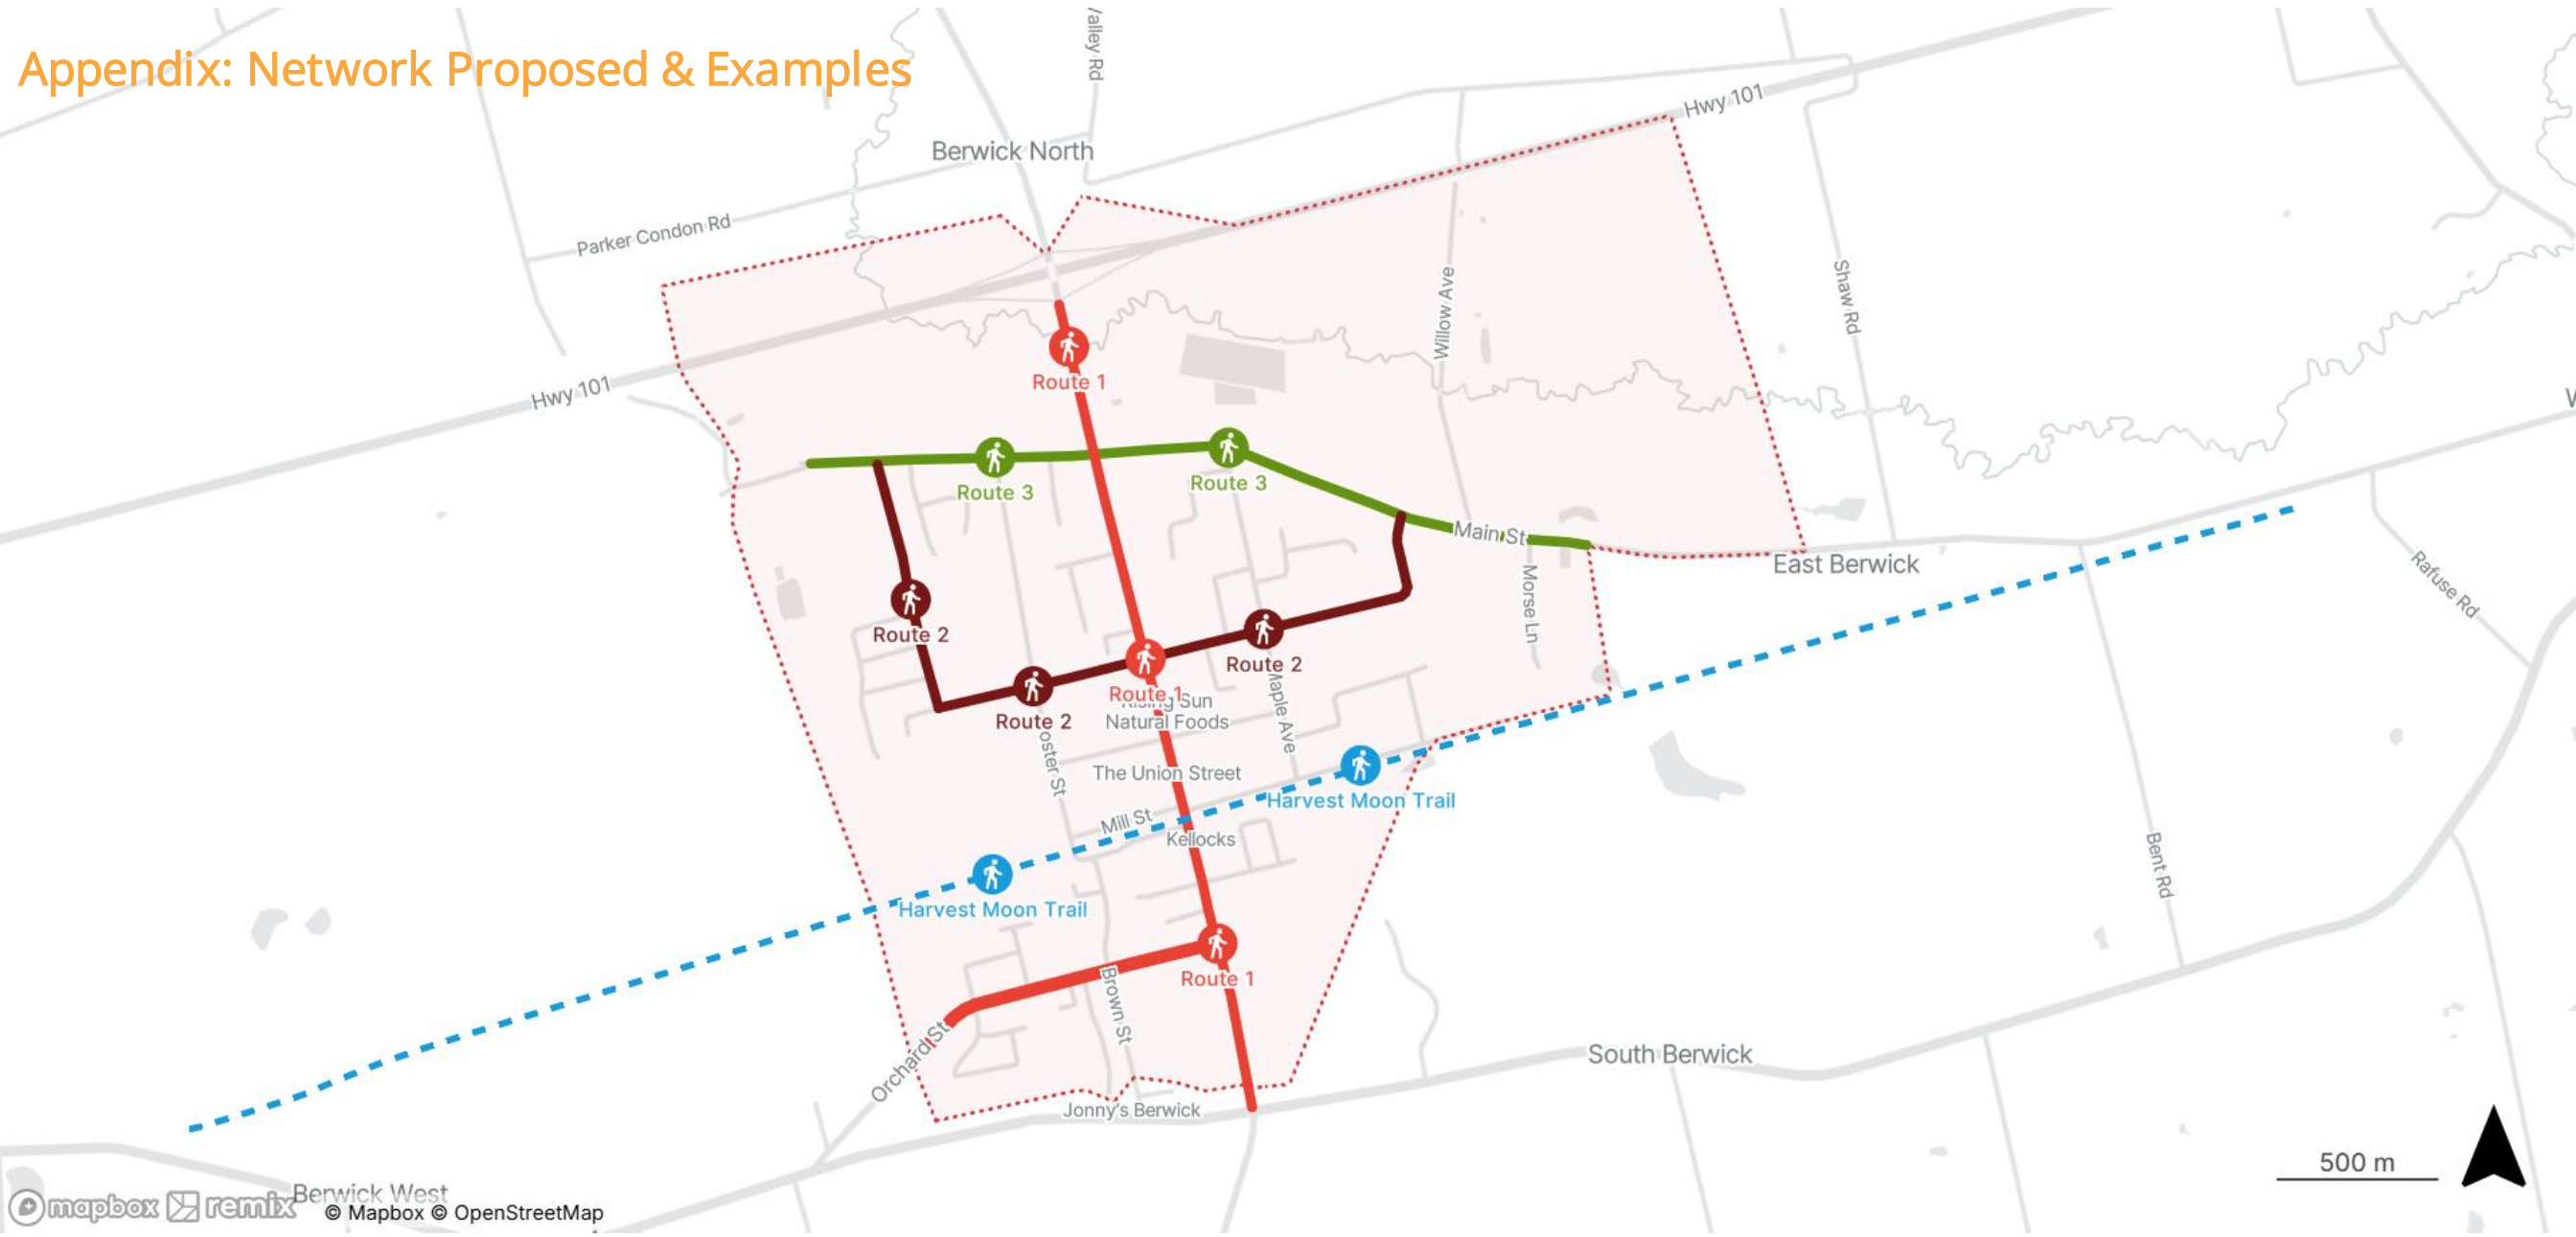 Appendix: Network Proposed & Examples
Valley Rd
Hwy 101
Berwick North
Parker Condon Rd
Shaw Rd
Willow Ave
Route 1
Hwy 101
Route 3
Route 3
Main St
East Berwick
Rafuse Rd
Morse Ln
Route 2
Route 2
Route 1
Rising Sun
Natural Foods
Route 2
Maple Ave
oster St
The Union Street
Harvest Moon Trail
Mill St
Kellocks
Bent Rd
Harvest Moon Trail
Route 1
Brown St
Orchard St
South Berwick
Jonny's Berwick
500 m
Berwick West
mapbox remix
© Mapbox © OpenStreetMap